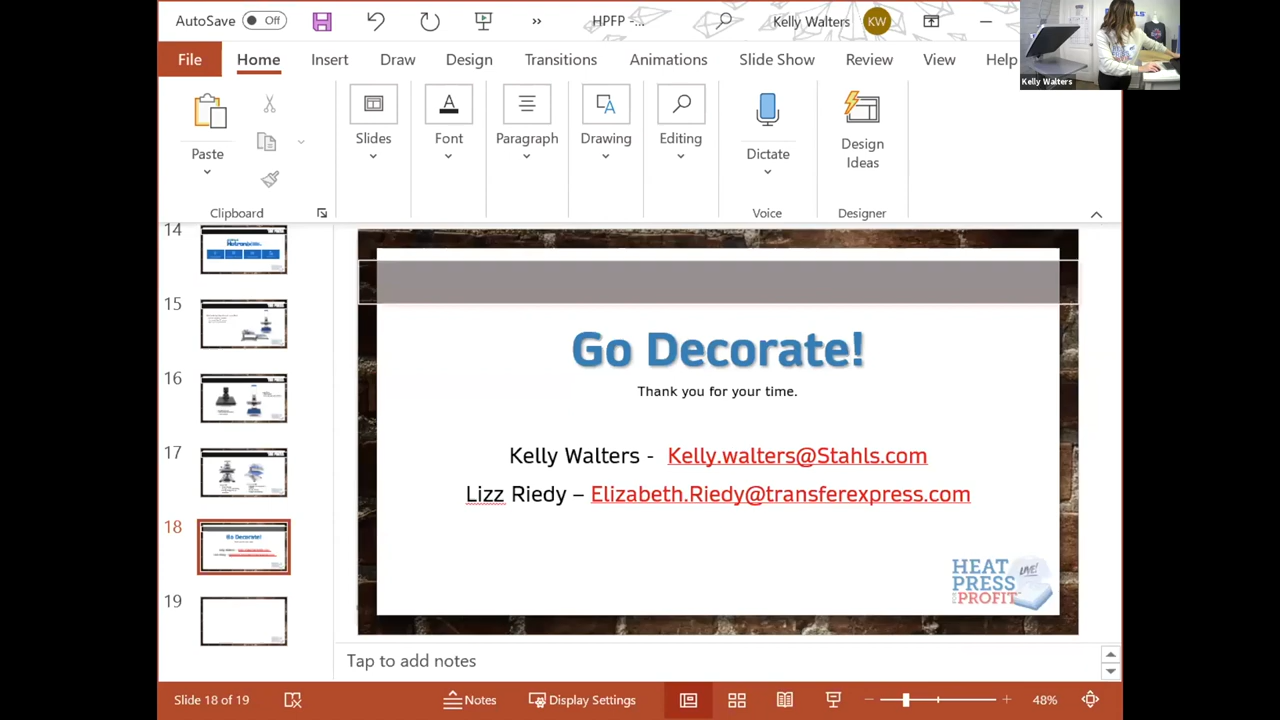 AutoSave Off HPFP -... Kelly Walters KW
File Home Insert Draw Design Transitions Animations Slide Show Review View Help
Kelly Walters
Paste
Slides
Font
Paragraph
Drawing
Editing
Dictate
Design
Ideas
Clipboard
Voice
Designer
14
15
16
17
18
19
Go Decorate!
Thank you for your time.
Kelly Walters - Kelly.walters@Stahls.com
Lizz Riedy – Elizabeth.Riedy@transferexpress.com
HEAT
PRESS
FOR
PROFIT
LIVE!
Tap to add notes
Slide 18 of 19 Notes Display Settings 48%